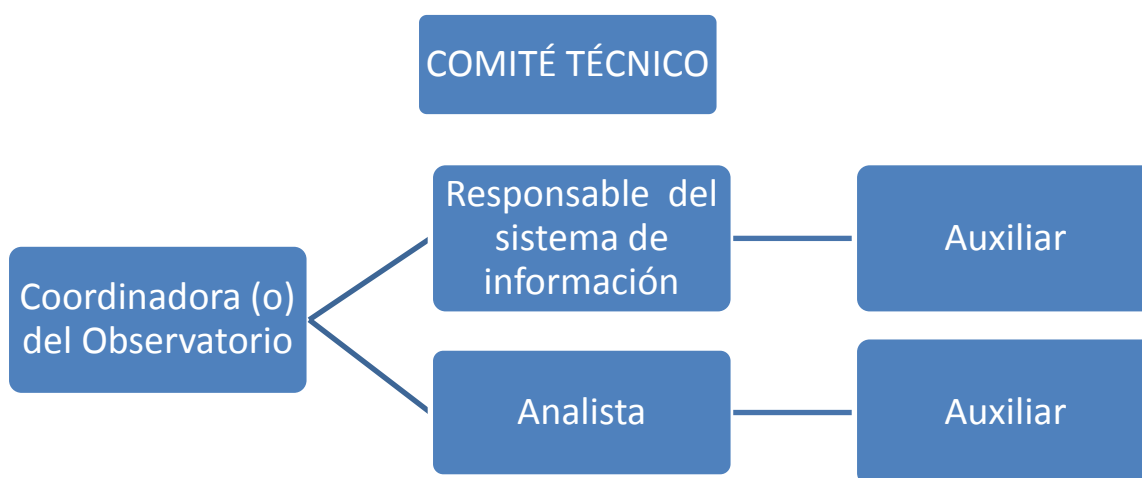 COMITÉ TÉCNICO
Coordinadora (o)
del Observatorio
Responsable del
sistema de
información
Auxiliar
Analista
Auxiliar